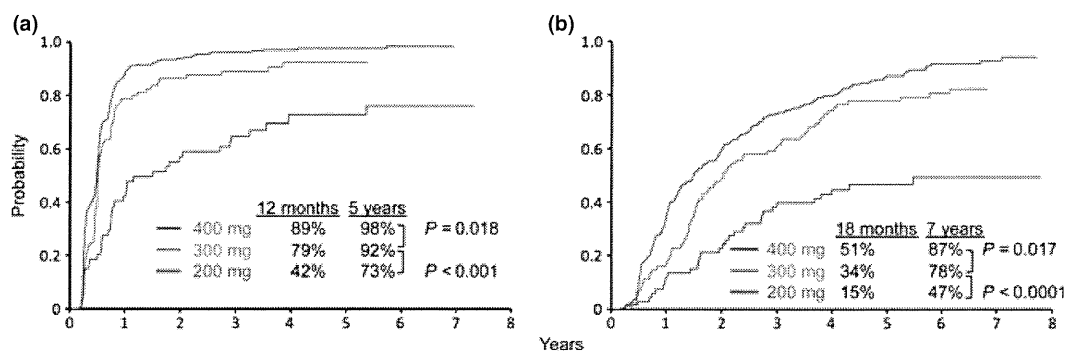 (a)
1.0
0.8
0.6
0.4
0.2
0
Probability
0 1 2 3 4 5 6 7 8
12 months 5 years
400 mg 89% 98%
300 mg 79% 92%
200 mg 42% 73%
P = 0.018
P < 0.001
(b)
1.0
0.8
0.6
0.4
0.2
0
0 1 2 3 4 5 6 7 8
18 months 7 years
400 mg 51% 87%
300 mg 34% 78%
200 mg 15% 47%
P = 0.017
P < 0.0001
Years